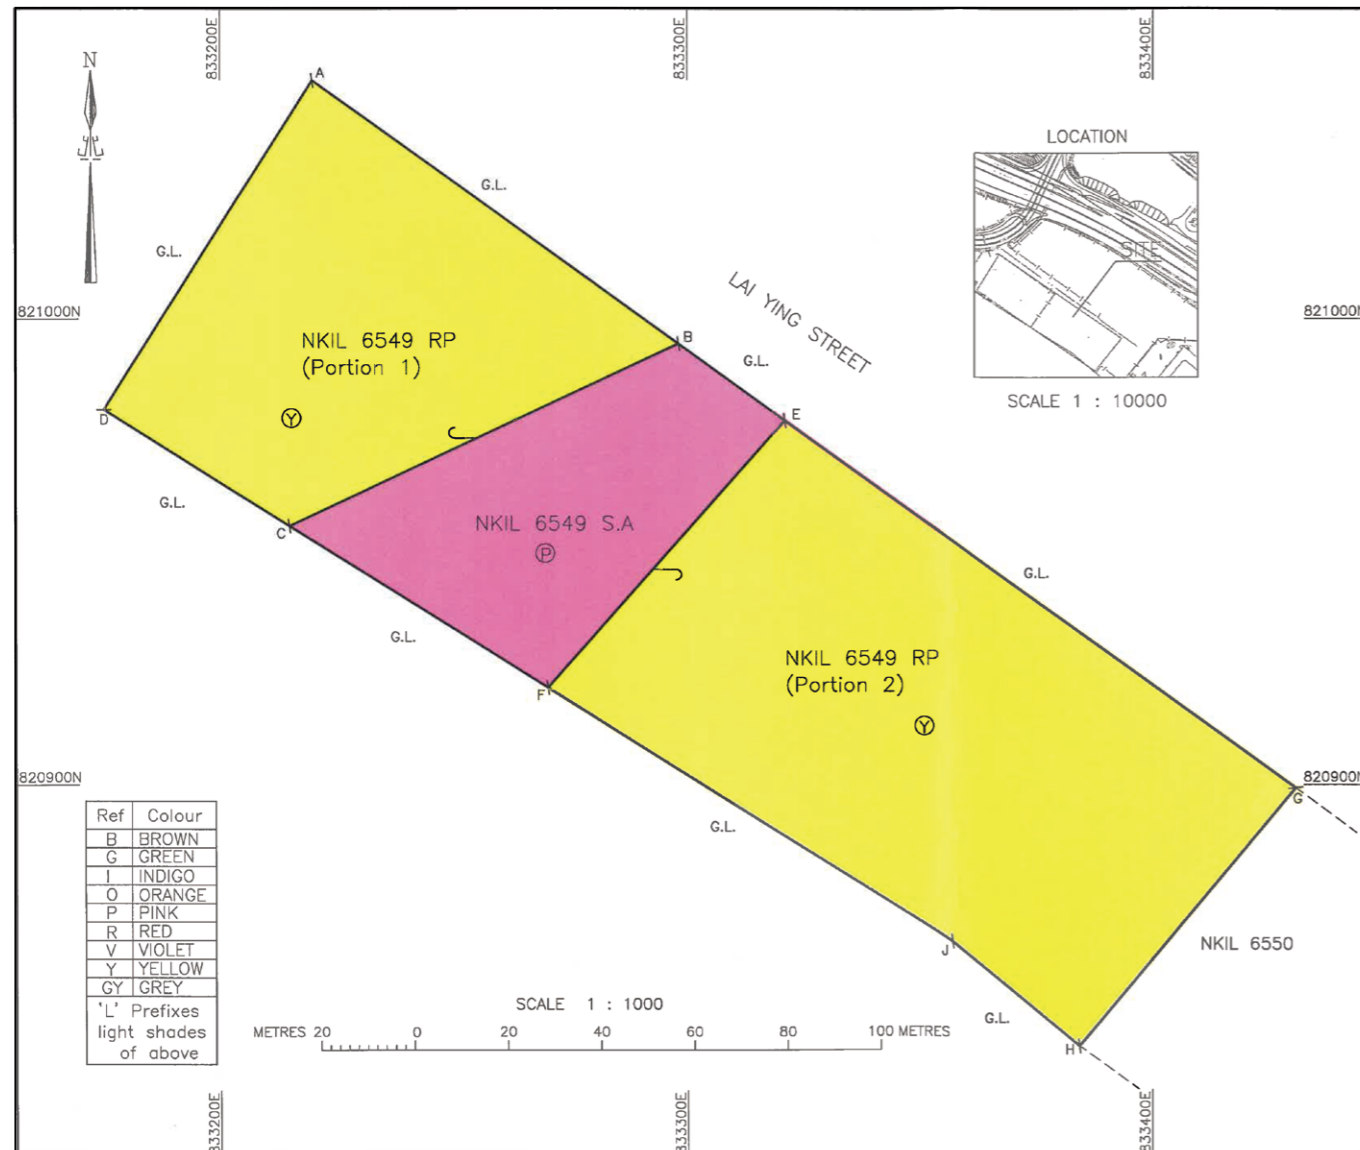 833200E
833300E
833400E
N
A
G.L.
LOCATION
SITE
SCALE 1 : 10000
G.L.
LAI YING STREET
821000N
821000N
NKIL 6549 RP
(Portion 1)
Y
B
G.L.
D
E
G.L.
C
NKIL 6549 S.A
P
G.L.
G.L.
F
NKIL 6549 RP
(Portion 2)
Y
820900N
820900N
G
G.L.
Ref Colour
B BROWN
G GREEN
I INDIGO
O ORANGE
P PINK
R RED
V VIOLET
Y YELLOW
GY GREY
'L' Prefixes
light shades
of above
J
NKIL 6550
G.L.
H
SCALE 1 : 1000
METRES 20 0 20 40 60 80 100 METRES
833200E
833300E
833400E